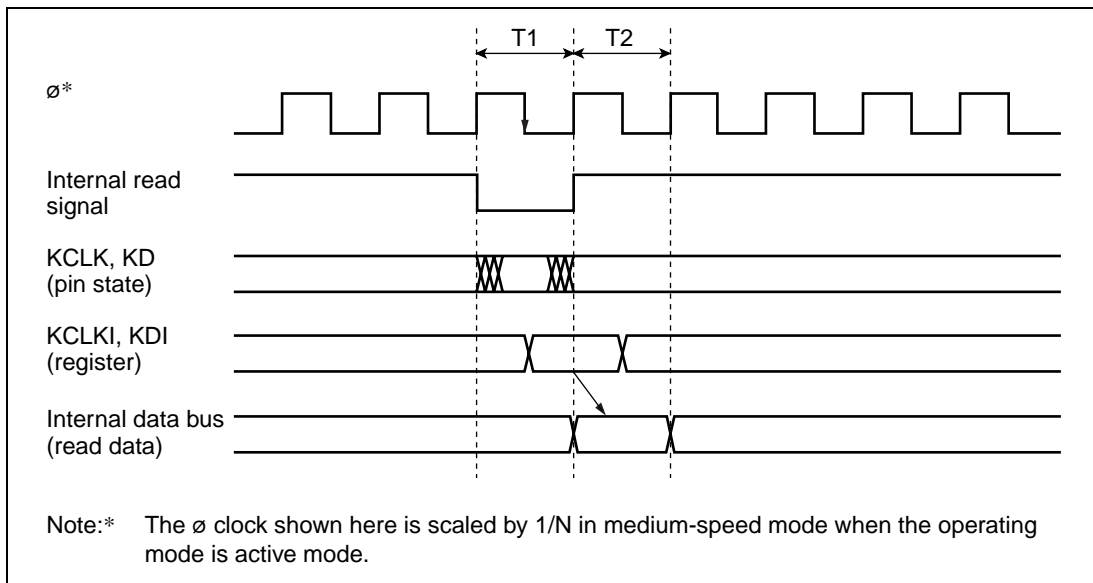 T1 T2
ø*
Internal read
signal
KCLK, KD
(pin state)
KCLKI, KDI
(register)
Internal data bus
(read data)
Note:* The ø clock shown here is scaled by 1/N in medium-speed mode when the operating
mode is active mode.